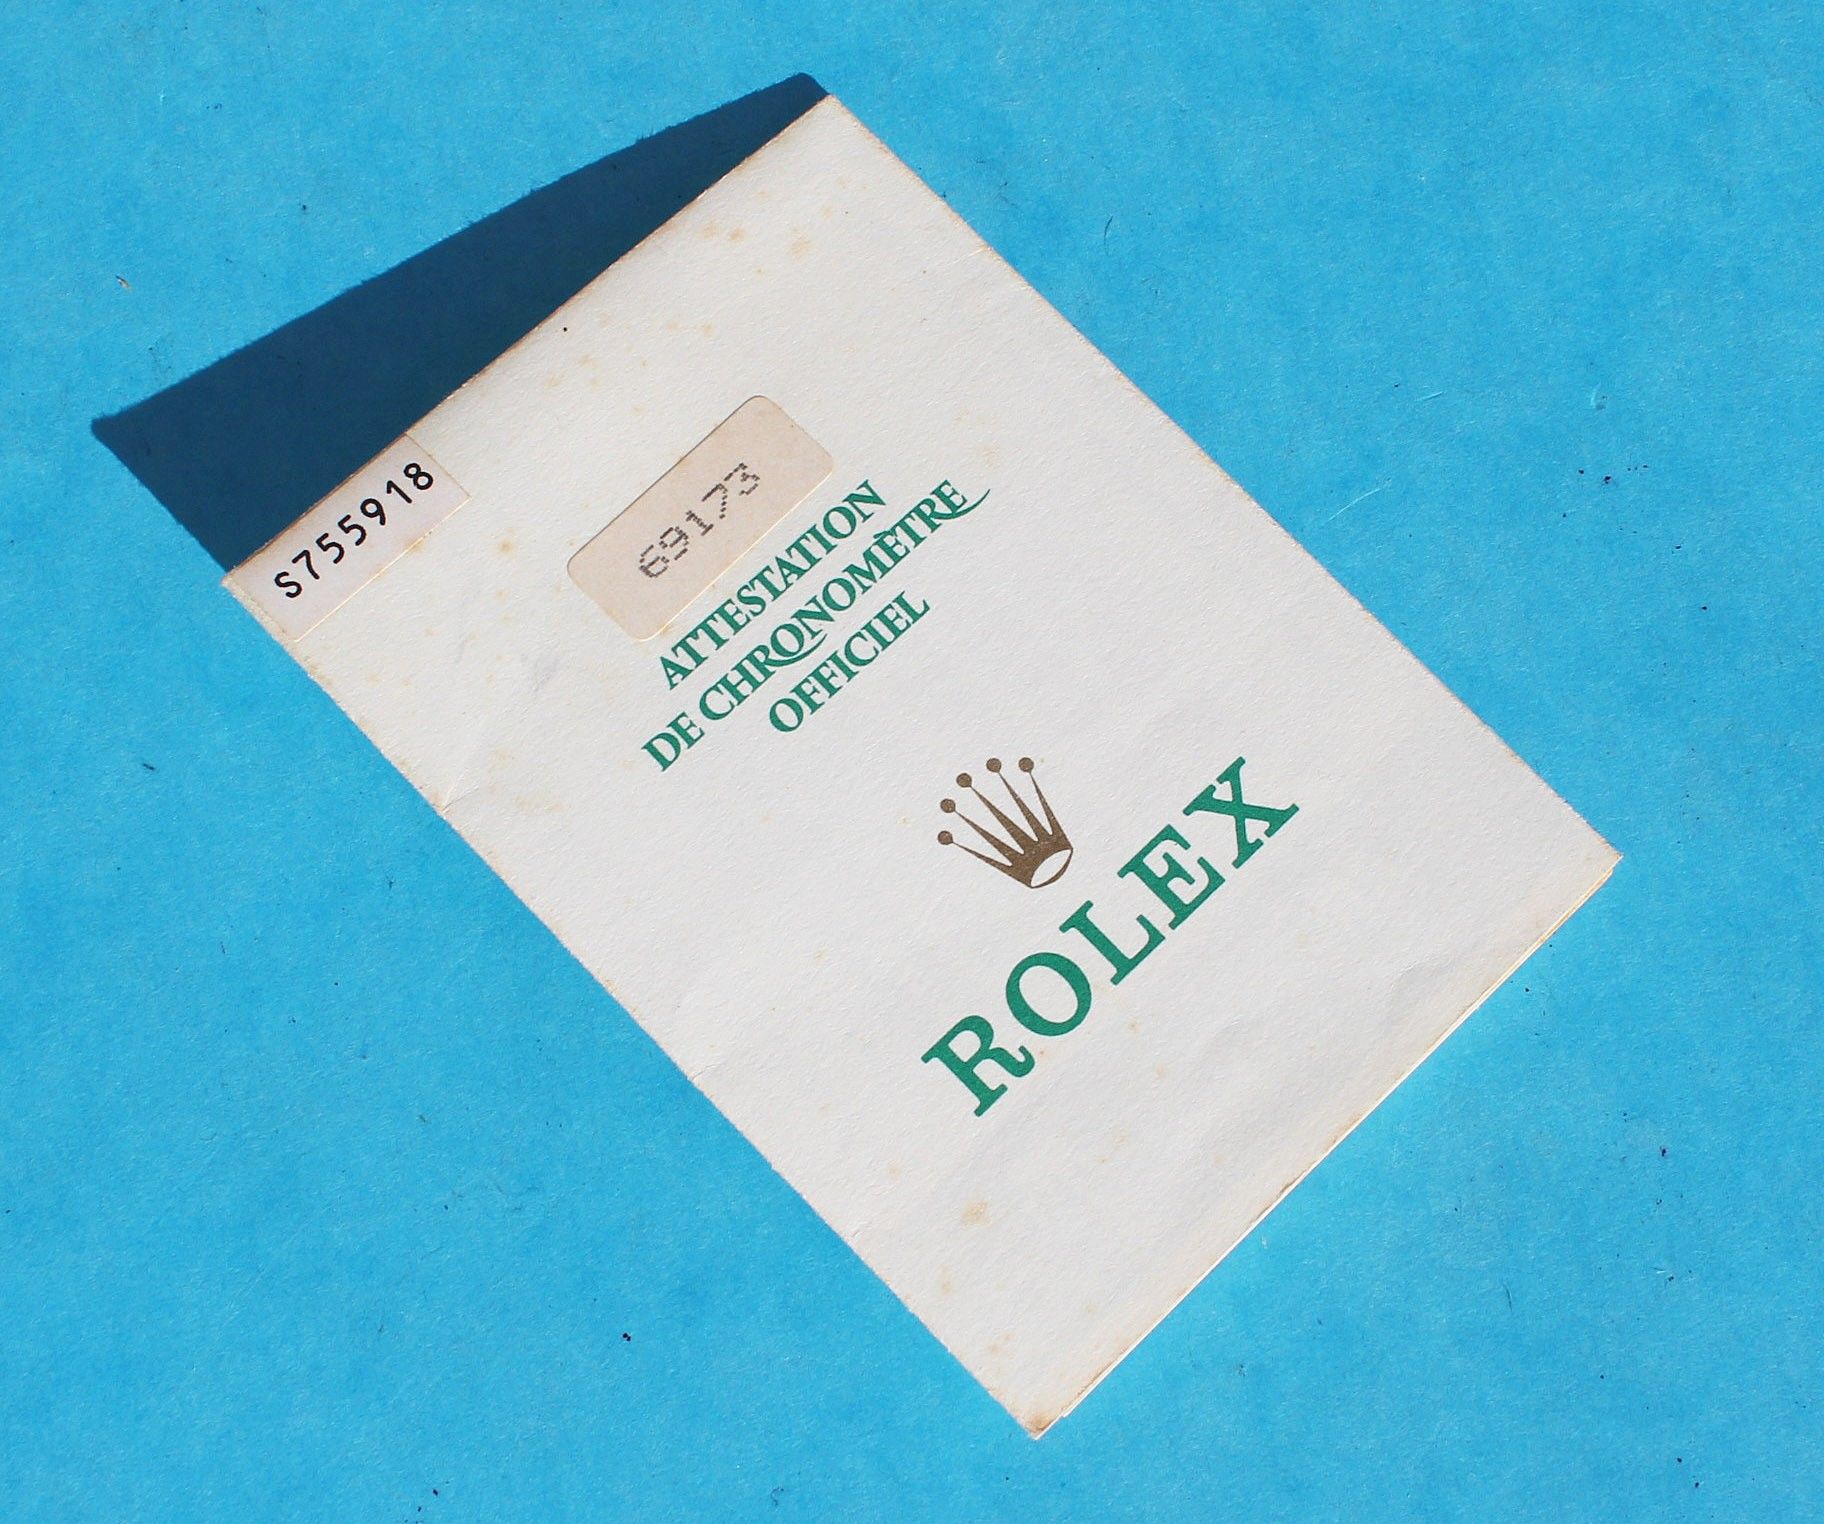 S755918
69173
ATTESTATION
DE CHRONOMÈTRE
OFFICIEL
ROLEX